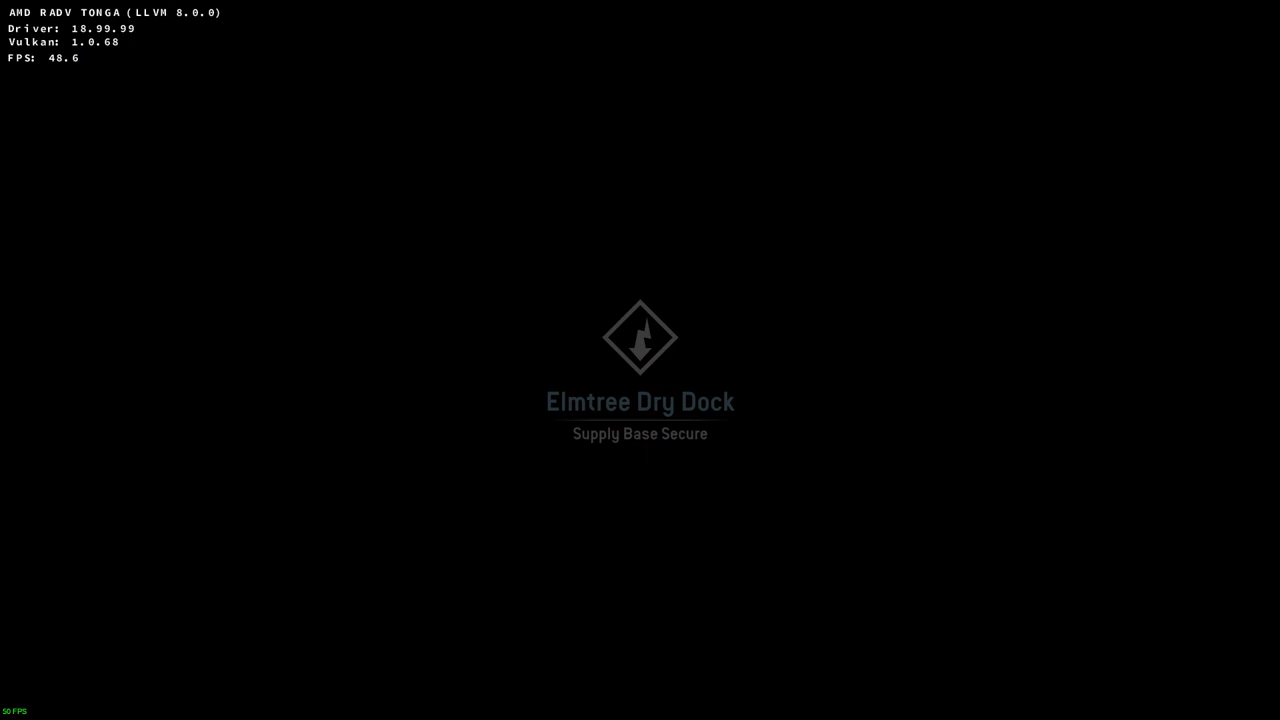 AMD RADV TONGA (LLVM 8.0.0)
Driver: 18.99.99
Vulkan: 1.0.68
FPS: 48.6
Elmtree Dry Dock
Supply Base Secure
50 FPS